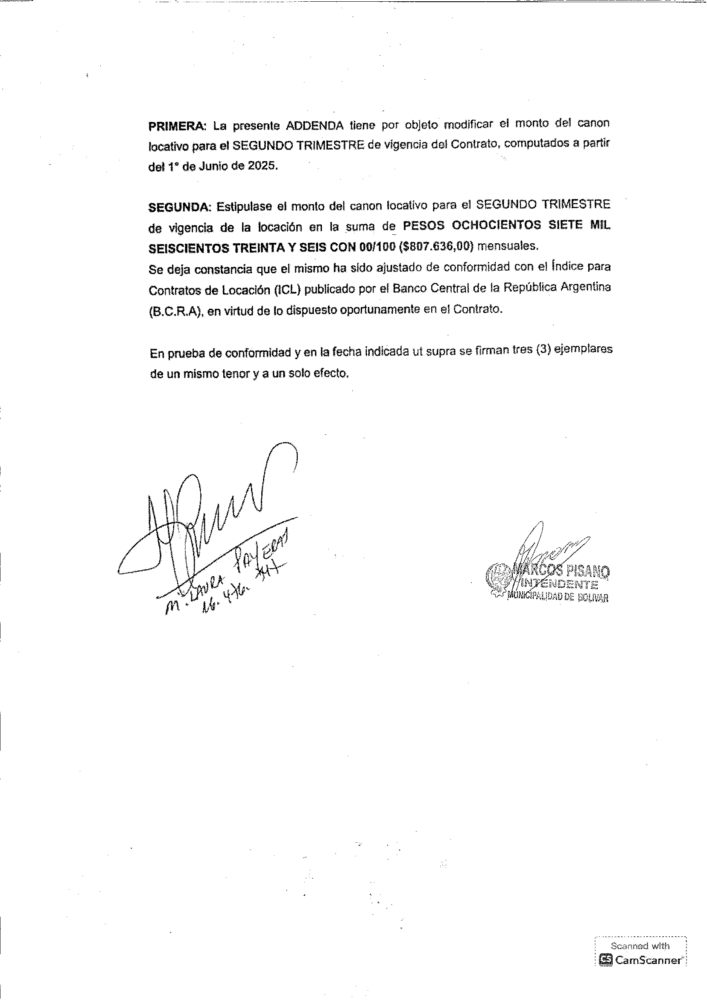 PRIMERA: La presente ADDENDA tiene por objeto modificar el monto del canon
locativo para el SEGUNDO TRIMESTRE de vigencia del Contrato, computados a partir
del 1° de Junio de 2025.
SEGUNDA: Estipulase el monto del canon locativo para el SEGUNDO TRIMESTRE
de vigencia de la locación en la suma de PESOS OCHOCIENTOS SIETE MIL
SEISCIENTOS TREINTA Y SEIS CON 00/100 ($807.636,00) mensuales.
Se deja constancia que el mismo ha sido ajustado de conformidad con el Índice para
Contratos de Locación (ICL) publicado por el Banco Central de la República Argentina
(B.C.R.A), en virtud de lo dispuesto oportunamente en el Contrato.
En prueba de conformidad y en la fecha indicada ut supra se firman tres (3) ejemplares
de un mismo tenor y a un solo efecto.
M. LAURA PAYERAS
MARCOS PISANO
INTENDENTE
MUNICIPALIDAD DE BOLIVAR
Scanned with
CS CamScanner